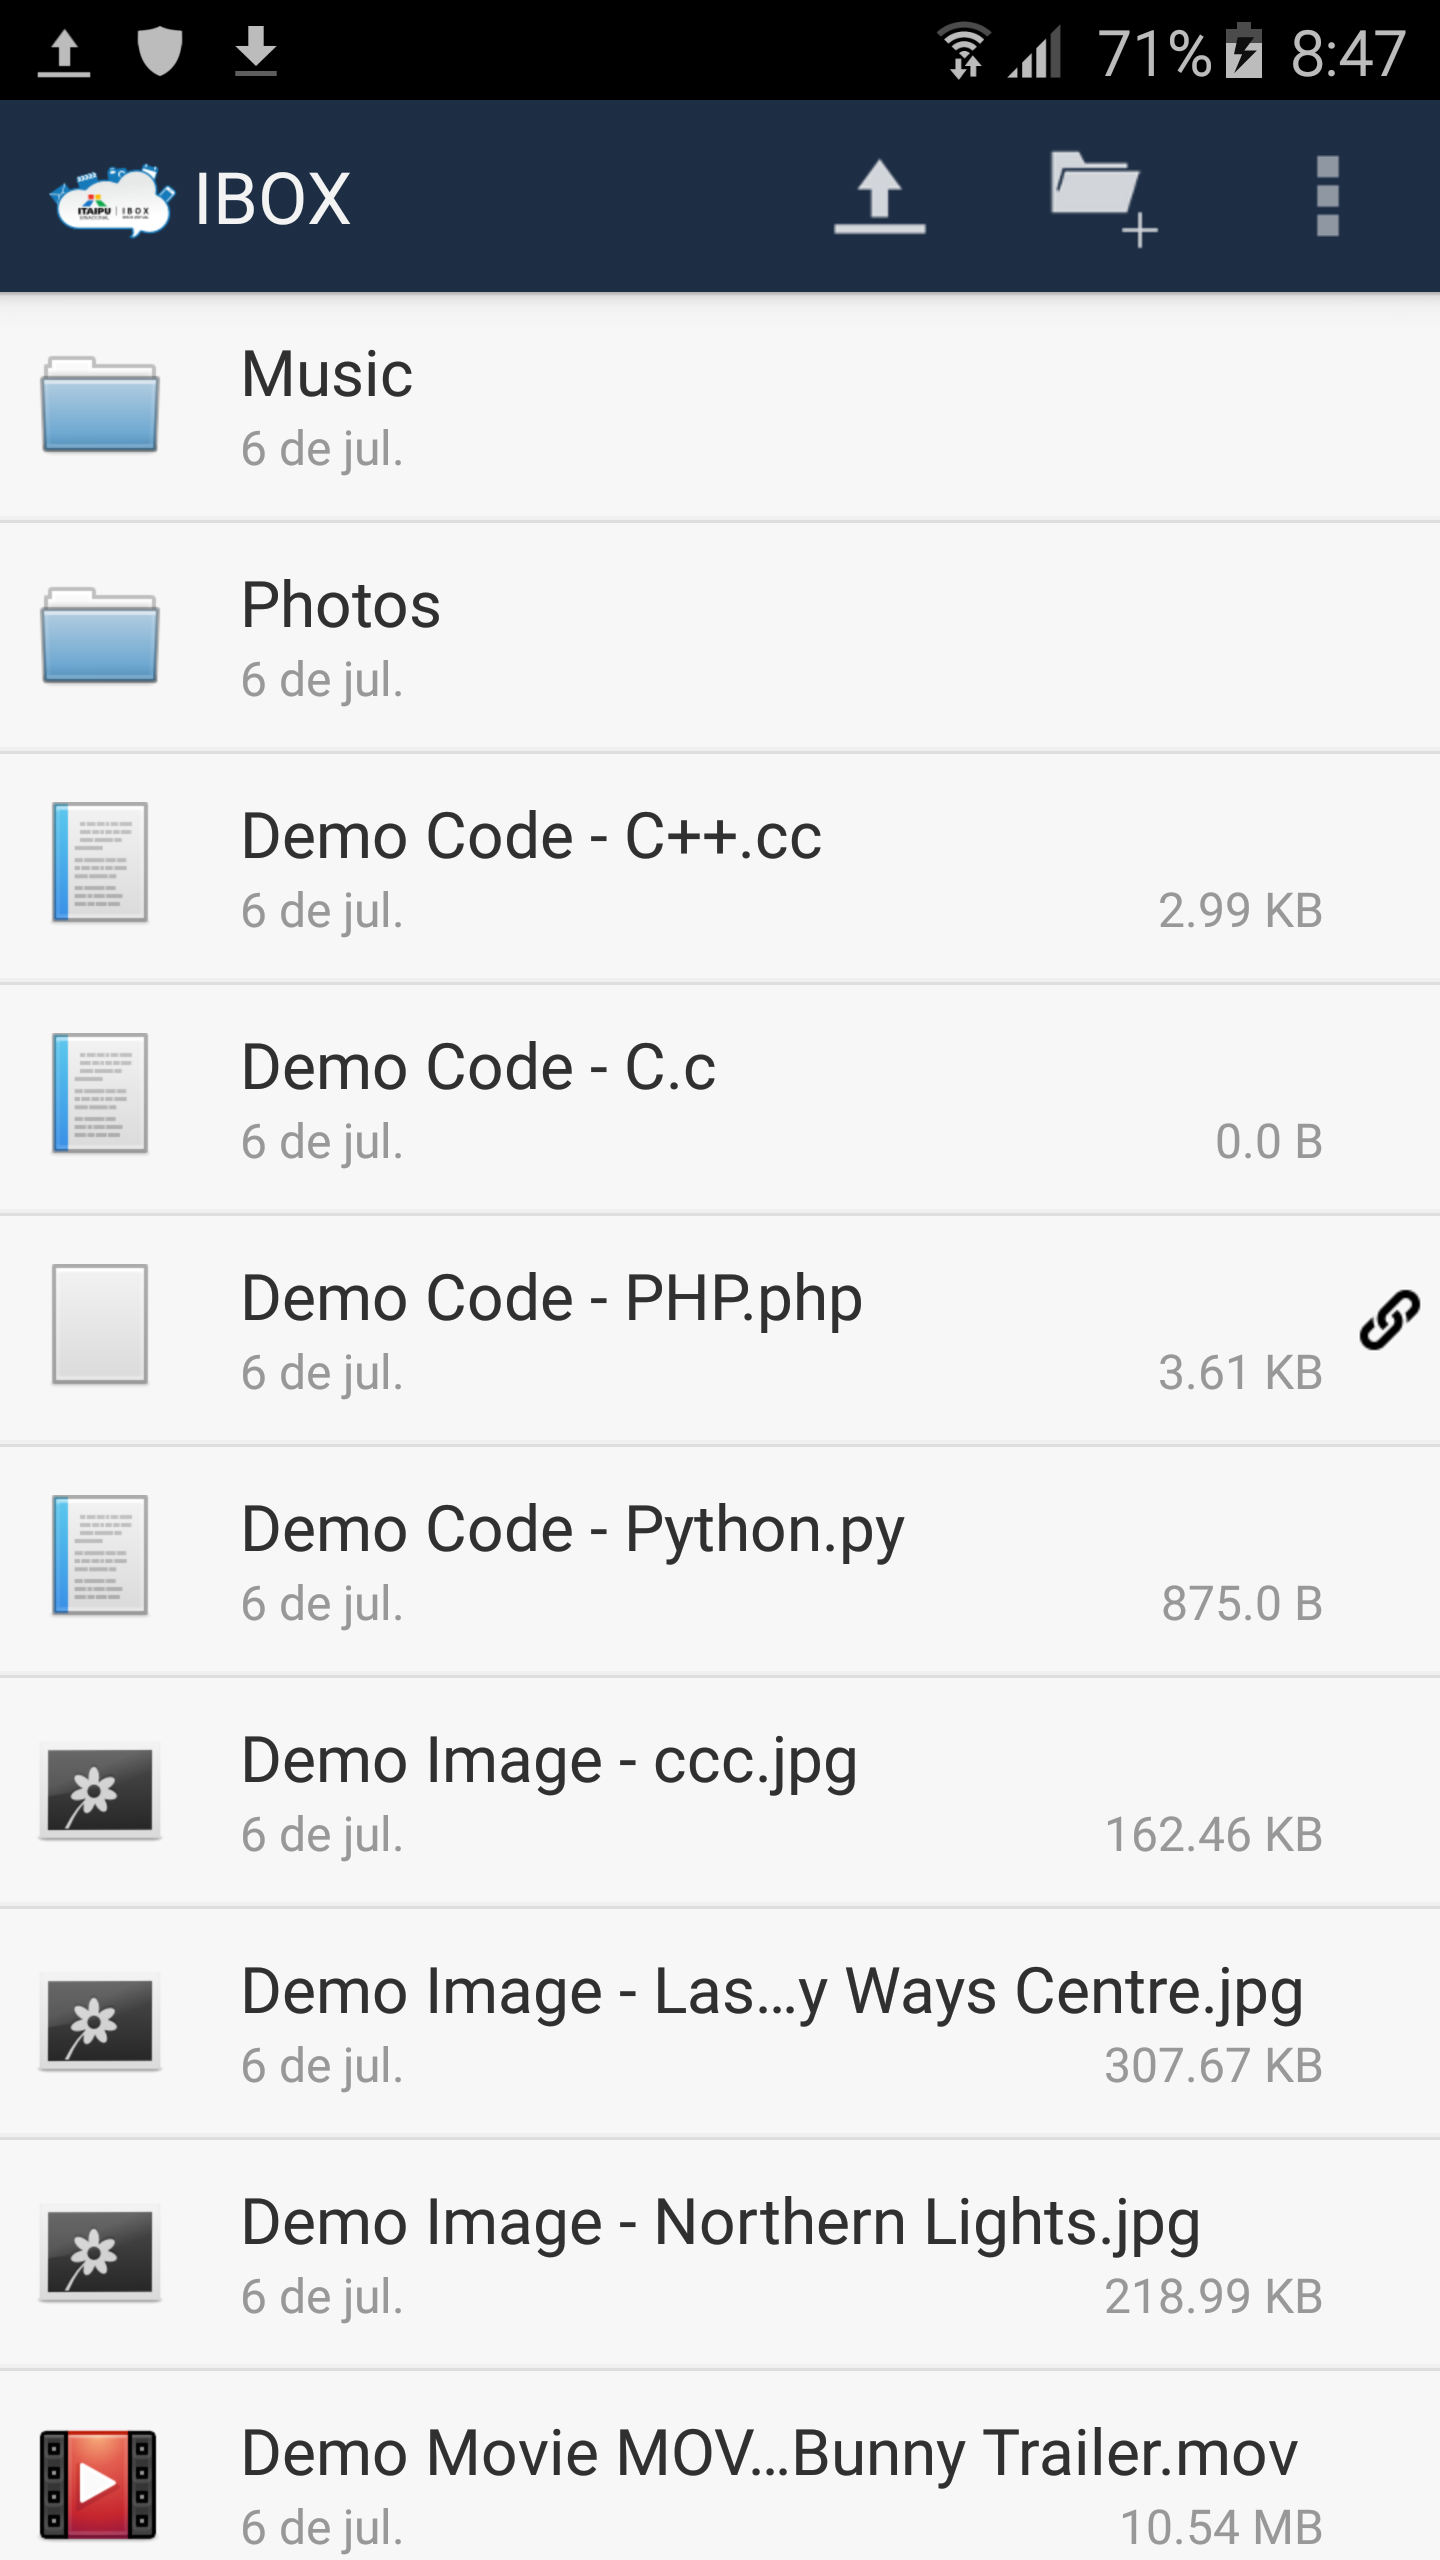 71% 8:47
ITAIPU IBOX
IBOX
Music
6 de jul.
Photos
6 de jul.
Demo Code - C++.cc
6 de jul. 2.99 KB
Demo Code - C.c
6 de jul. 0.0 B
Demo Code - PHP.php
6 de jul. 3.61 KB
Demo Code - Python.py
6 de jul. 875.0 B
Demo Image - ccc.jpg
6 de jul. 162.46 KB
Demo Image - Las...y Ways Centre.jpg
6 de jul. 307.67 KB
Demo Image - Northern Lights.jpg
6 de jul. 218.99 KB
Demo Movie MOV...Bunny Trailer.mov
6 de jul. 10.54 MB